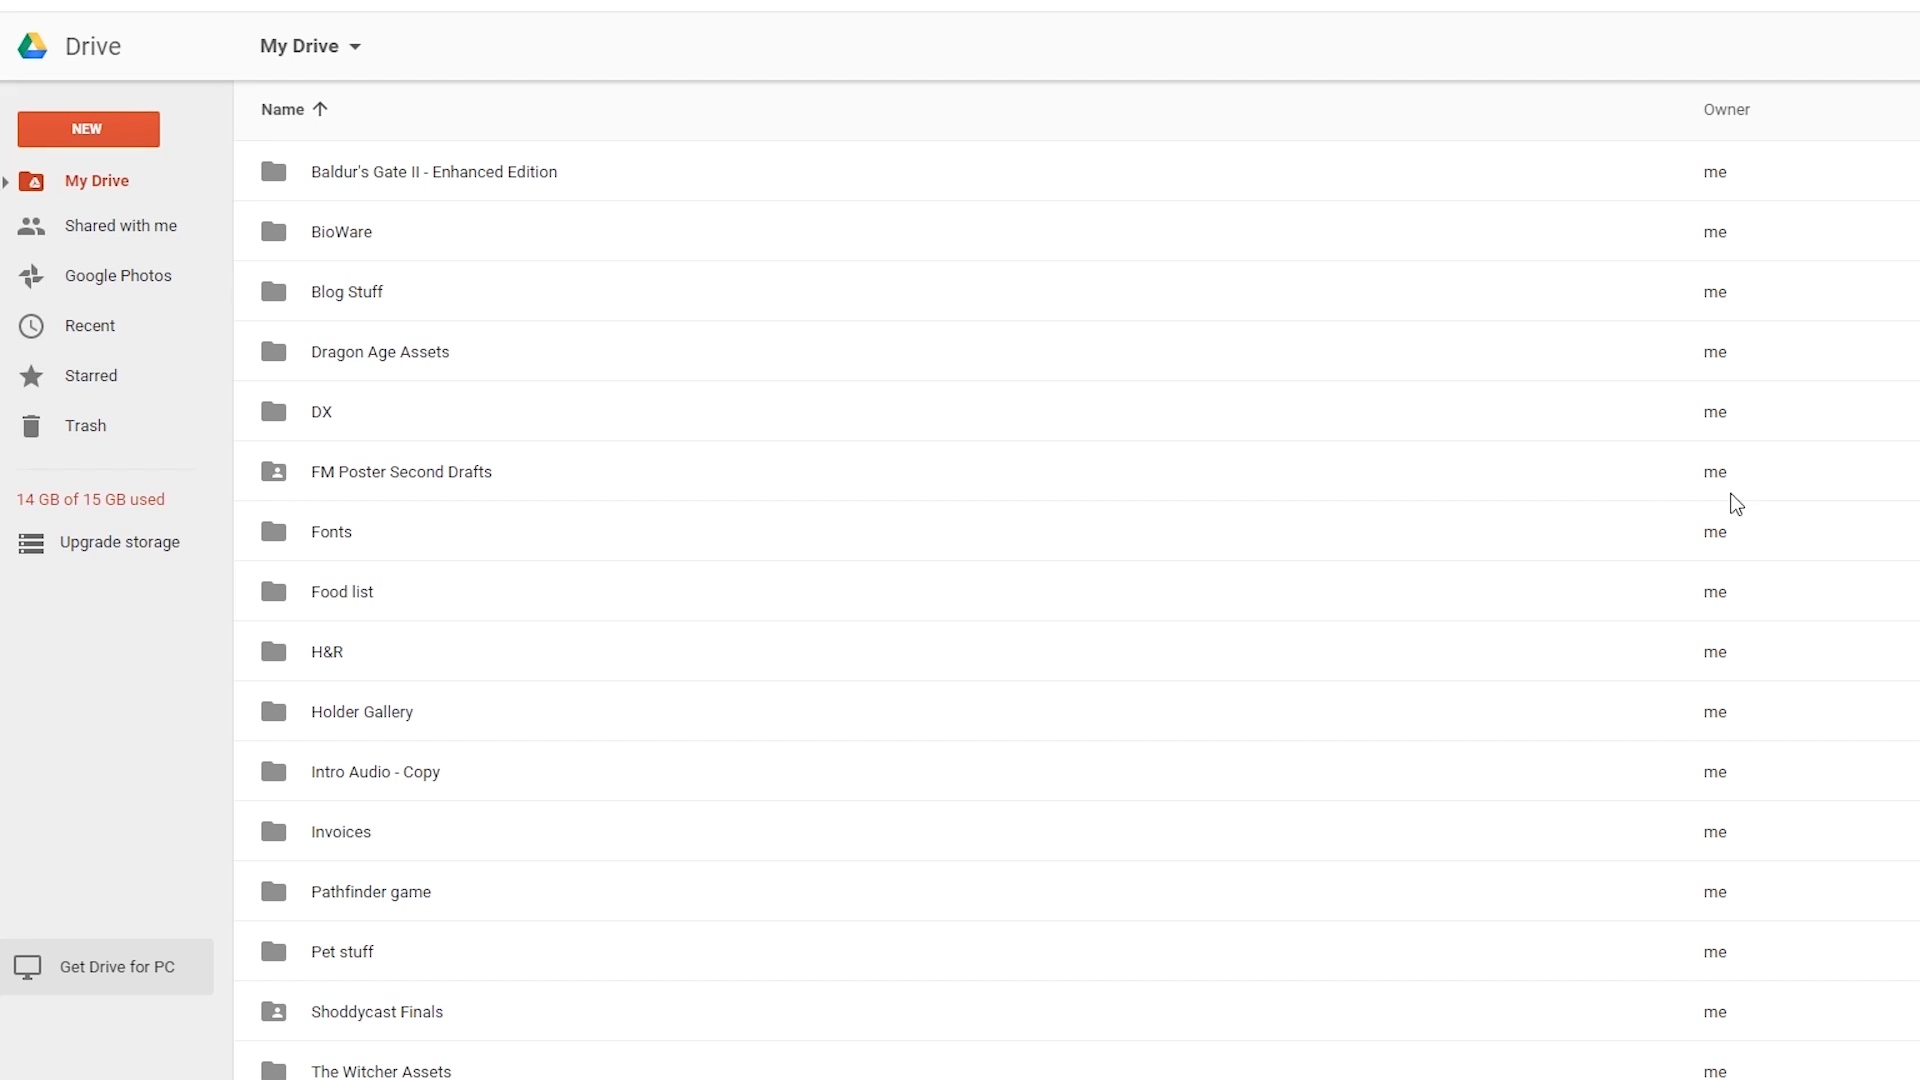 Drive
My Drive
NEW
My Drive
Shared with me
Google Photos
Recent
Starred
Trash
14 GB of 15 GB used
Upgrade storage
Get Drive for PC
Name Owner
Baldur's Gate II - Enhanced Edition me
BioWare me
Blog Stuff me
Dragon Age Assets me
DX me
FM Poster Second Drafts me
Fonts me
Food list me
H&R me
Holder Gallery me
Intro Audio - Copy me
Invoices me
Pathfinder game me
Pet stuff me
Shoddycast Finals me
The Witcher Assets me